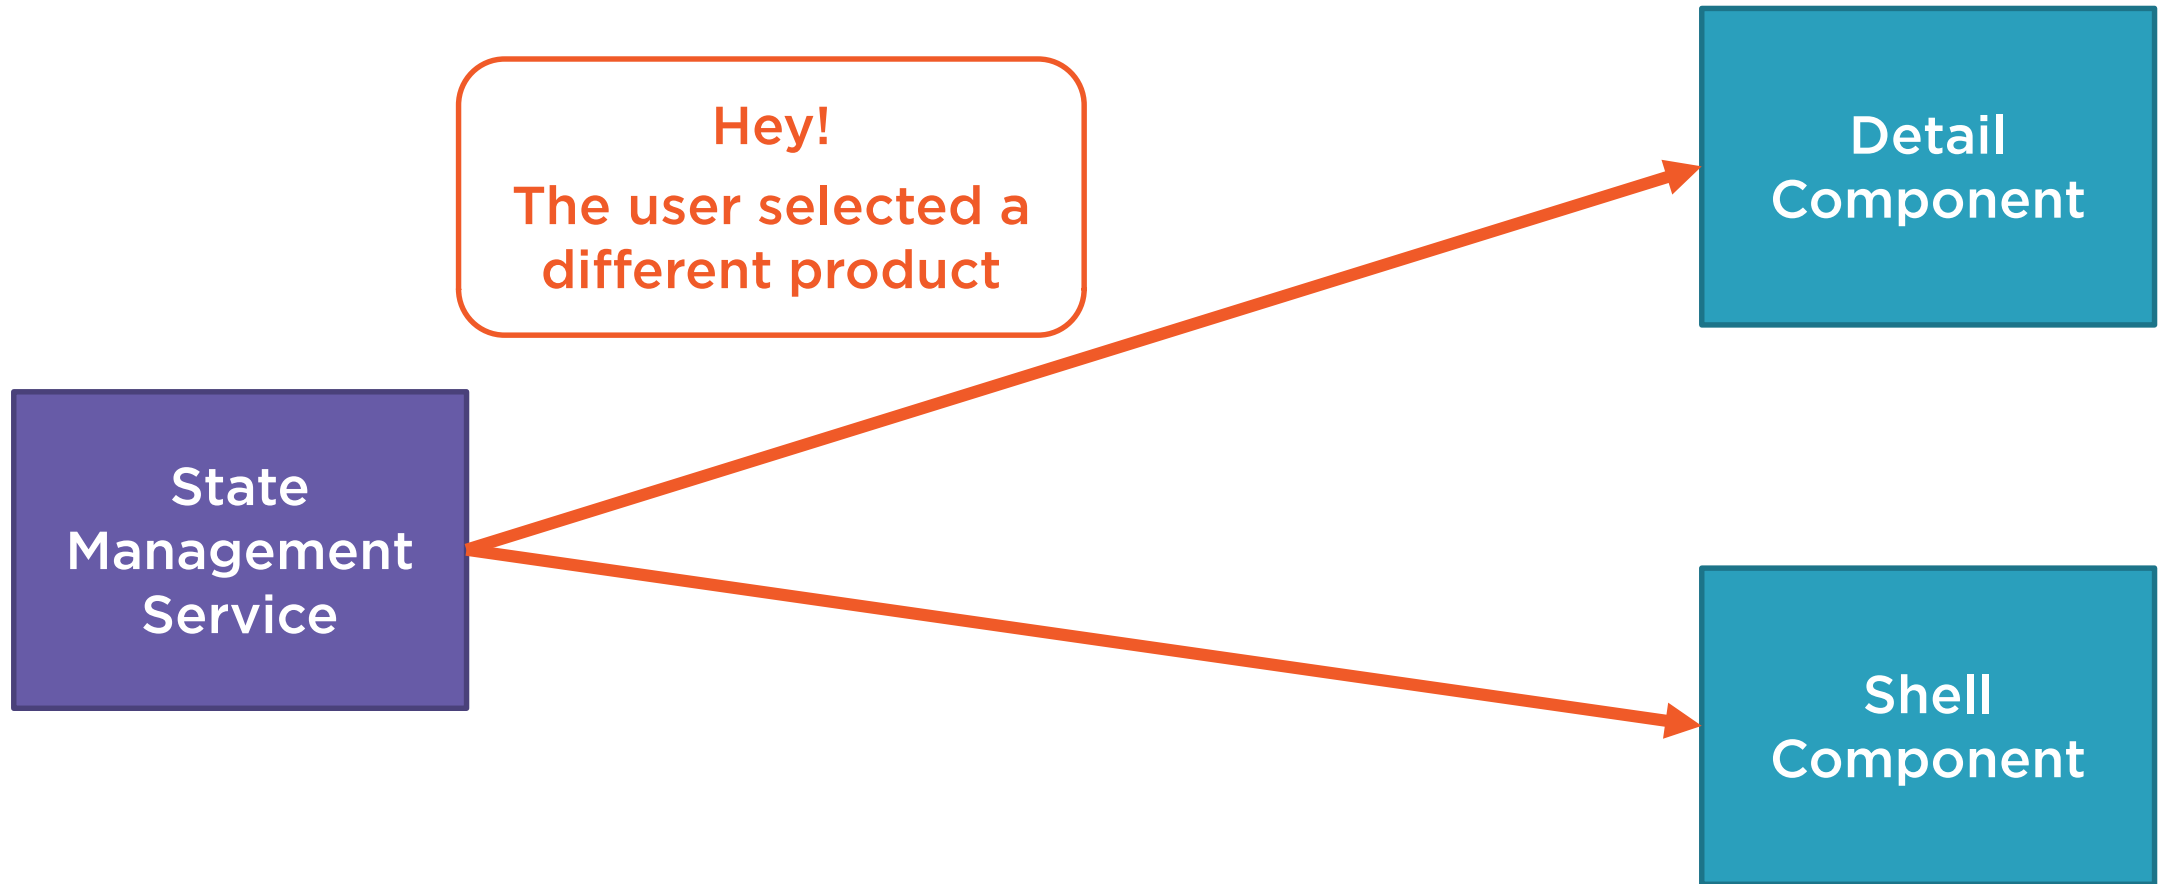 Hey!
The user selected a
different product
Detail
Component
State
Management
Service
Shell
Component